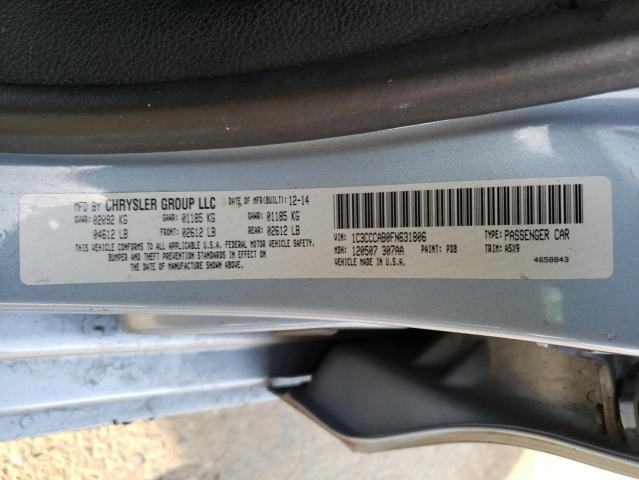 MFD BY CHRYSLER GROUP LLC DATE OF MFR(BUILT): 12-14
GVWR: 02092 KG GAWR: 01185 KG GAWR: 01185 KG
04612 LB FRONT: 02612 LB REAR: 02612 LB
THIS VEHICLE CONFORMS TO ALL APPLICABLE U.S.A. FEDERAL MOTOR VEHICLE SAFETY,
BUMPER AND THEFT PREVENTION STANDARDS IN EFFECT ON
THE DATE OF MANUFACTURE SHOWN ABOVE.
VIN: 1C3CCCAB0FN631806 TYPE: PASSENGER CAR
MDH: 120507 307AA PAINT: PDB TRIM: A5X9
VEHICLE MADE IN U.S.A. 4658843